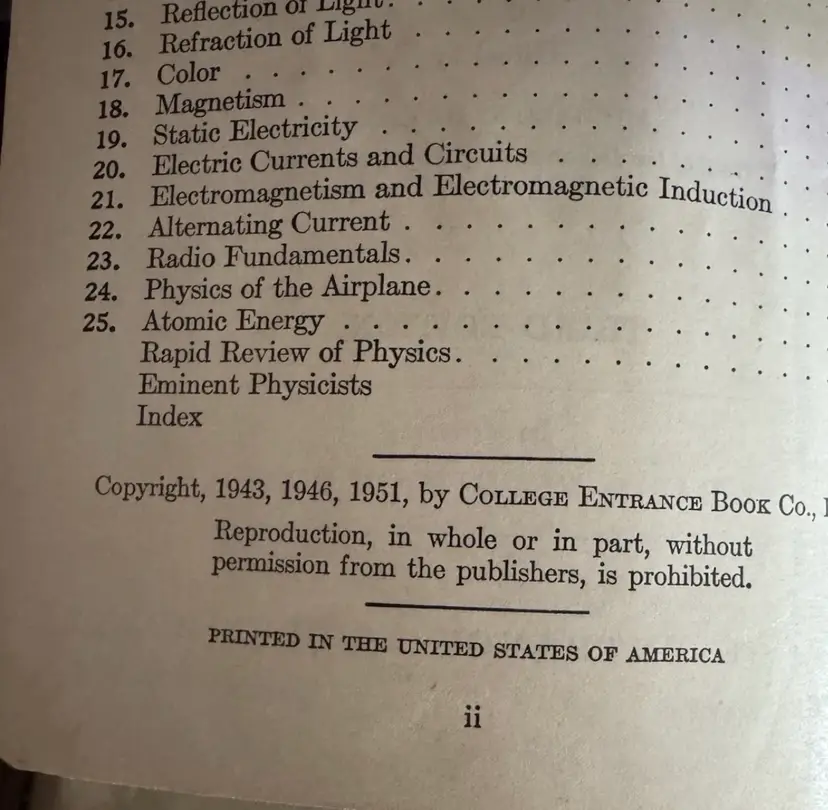 15. Reflection of Light . . . . . . . . . . . . . .
16. Refraction of Light . . . . . . . . . . . . . .
17. Color . . . . . . . . . . . . . . . . . .
18. Magnetism . . . . . . . . . . . . . . . .
19. Static Electricity . . . . . . . . . . . . . .
20. Electric Currents and Circuits . . . . . . . . .
21. Electromagnetism and Electromagnetic Induction . .
22. Alternating Current . . . . . . . . . . . . . .
23. Radio Fundamentals . . . . . . . . . . . . . .
24. Physics of the Airplane . . . . . . . . . . . .
25. Atomic Energy . . . . . . . . . . . . . . . .
Rapid Review of Physics . . . . . . . . . . . .
Eminent Physicists
Index
Copyright, 1943, 1946, 1951, by COLLEGE ENTRANCE BOOK Co.,
Reproduction, in whole or in part, without
permission from the publishers, is prohibited.
PRINTED IN THE UNITED STATES OF AMERICA
ii